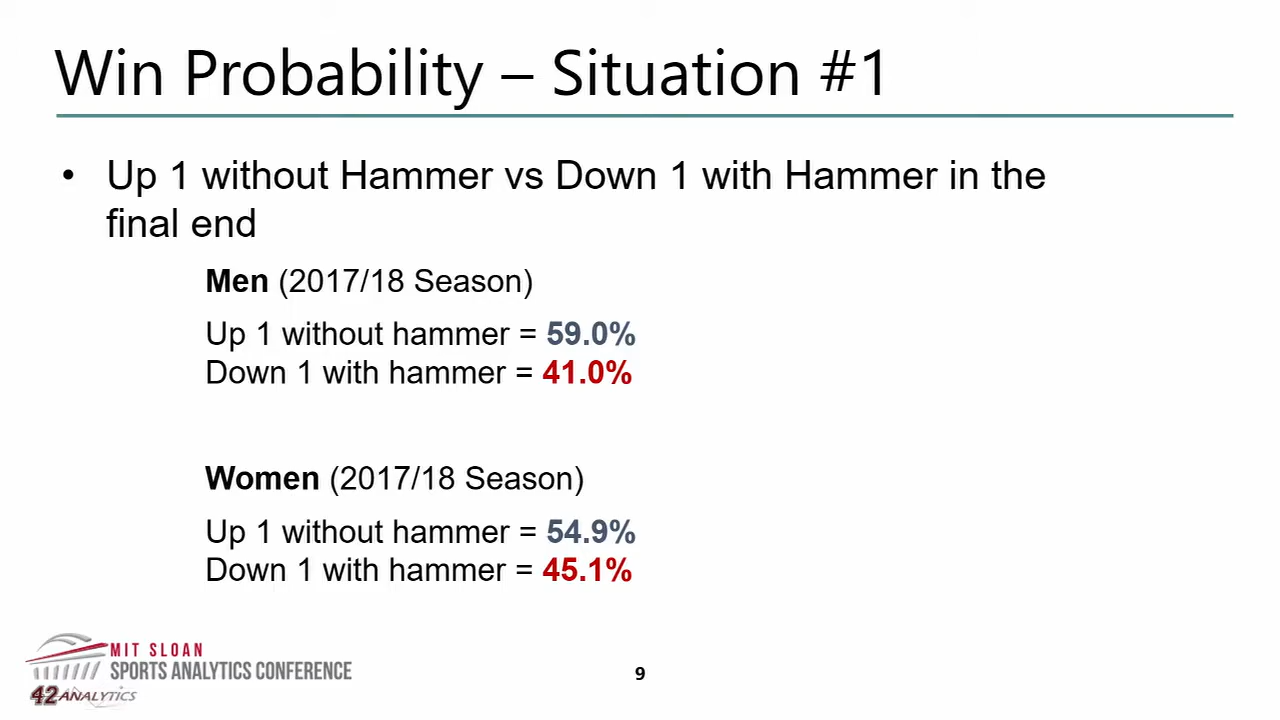 Win Probability – Situation #1
• Up 1 without Hammer vs Down 1 with Hammer in the
final end
Men (2017/18 Season)
Up 1 without hammer = 59.0%
Down 1 with hammer = 41.0%
Women (2017/18 Season)
Up 1 without hammer = 54.9%
Down 1 with hammer = 45.1%
MIT SLOAN
SPORTS ANALYTICS CONFERENCE
42 ANALYTICS
9